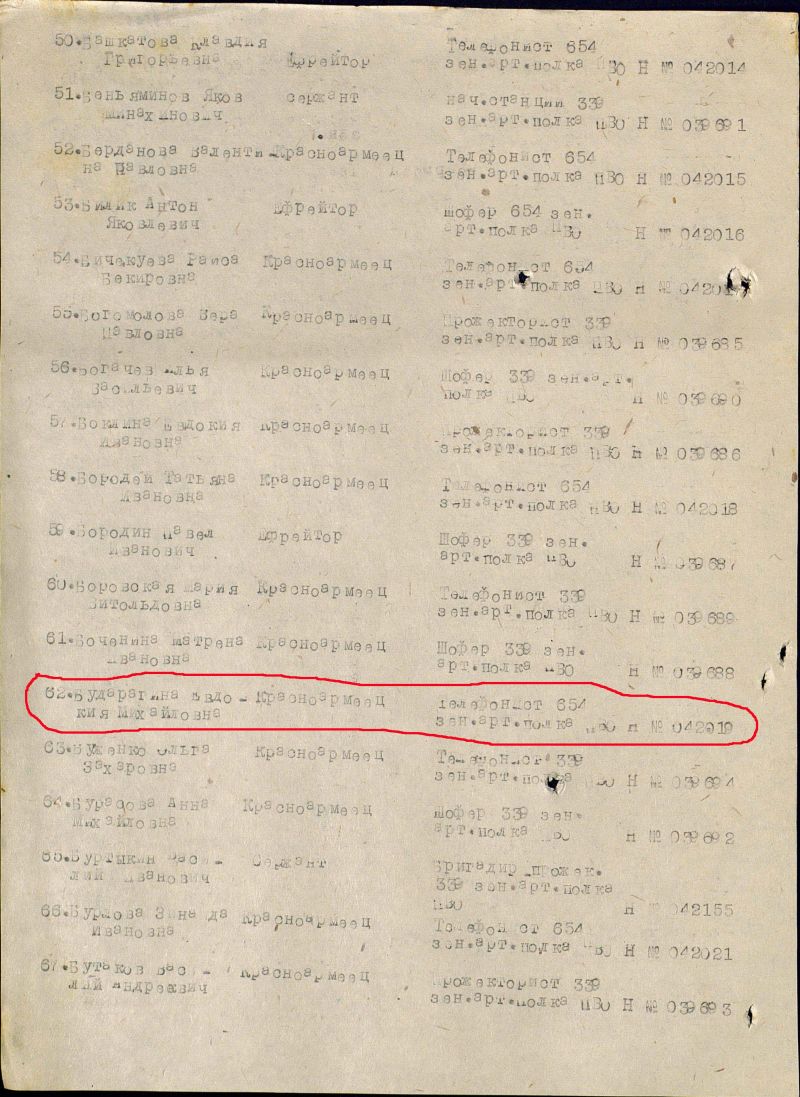 50.Башкатова Клавдия Телефонист 654
Григорьевна Ефрейтор зен.арт.полка ПВО Н № 042014
51.Беньяминов Яков сержант нач.станции 339
Минахинович зен.арт.полка ПВО Н № 039691
52.Берданова Валенти-Красноармеец Телефонист 654
на Павловна зен.арт.полка ПВО Н № 042015
53.Билик Антон Ефрейтор Шофер 654 зен.
Яковлевич арт.полка ПВО Н № 042016
54.Бичекуева Раиса Красноармеец Телефонист 654
Бекировна зен.арт.полка ПВО Н № 042017
55.Богомолова Вера Красноармеец Прожекторист 339
Павловна зен.арт.полка ПВО Н № 039685
56.Богачев Илья Красноармеец Шофер 339 зен.арт.
Васильевич полка ПВО Н № 039690
57.Боклина Евдокия Красноармеец Прожекторист 339
Ивановна зен.арт.полка ПВО Н № 039686
58.Бородей Татьяна Красноармеец Телефонист 654
Ивановна зен.арт.полка ПВО Н № 042018
59.Бородин Павел Ефрейтор Шофер 339 зен.
Иванович арт.полка ПВО Н № 039687
60.Боровская Мария Красноармеец Телефонист 339
Витольдовна зен.арт.полка ПВО Н № 039689
61.Боченина Матрена Красноармеец Шофер 339 зен.
Ивановна арт.полка ПВО Н № 039688
62.Бударагина Евдо-Красноармеец Телефонист 654
кия Михайловна зен.арт.полка ПВО Н № 042019
63.Буженко Ольга Красноармеец Телефонист 339
Захаровна зен.арт.полка ПВО Н № 039694
64.Бурасова Анна Красноармеец Шофер 339 зен.
Михайловна арт.полка ПВО Н № 039692
65.Буртыкин Васи- Сержант Бригадир прожек.
лий Иванович 339 зен.арт.полка
ПВО Н № 042155
66.Бурлова Зинаида Красноармеец Телефонист 654
Ивановна зен.арт.полка ПВО Н № 042021
67.Бутаков Васи- Красноармеец Прожекторист 339
лий Андреевич зен.арт.полка ПВО Н № 039693